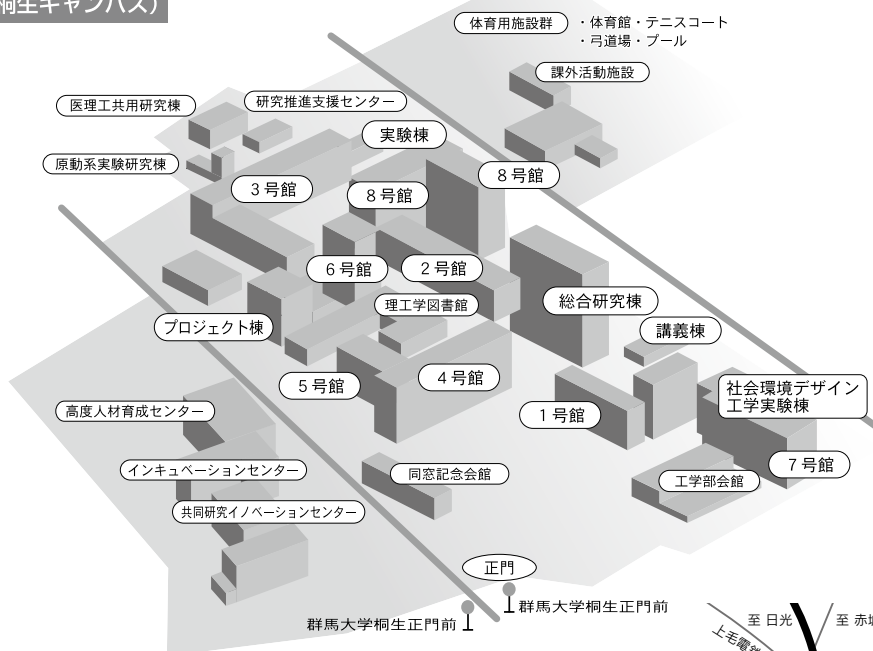 桐生キャンパス）
体育用施設群 ・体育館・テニスコート
・弓道場・プール
課外活動施設
医理工共用研究棟
研究推進支援センター
実験棟
原動系実験研究棟
3号館
8号館
8号館
6号館
2号館
理工学図書館
総合研究棟
プロジェクト棟
講義棟
5号館
4号館
1号館
社会環境デザイン
工学実験棟
高度人材育成センター
7号館
インキュベーションセンター
同窓記念会館
工学部会館
共同研究イノベーションセンター
正門
群馬大学桐生正門前
群馬大学桐生正門前
至 日光
至 赤城
上毛電鉄